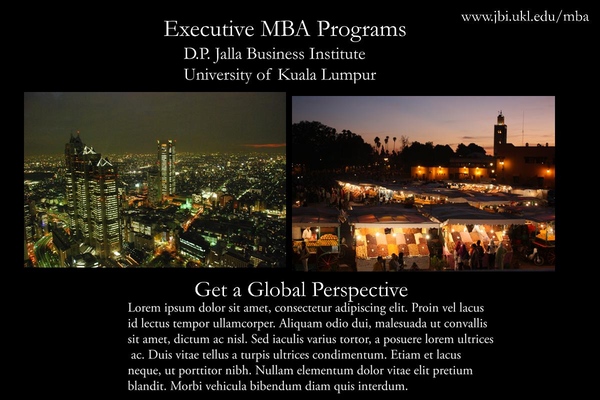 www.jbi.ukl.edu/mba
Executive MBA Programs
D.P. Jalla Business Institute
University of Kuala Lumpur
Get a Global Perspective
Lorem ipsum dolor sit amet, consectetur adipiscing elit. Proin vel lacus
id lectus tempor ullamcorper. Aliquam odio dui, malesuada ut convallis
sit amet, dictum ac nisl. Sed iaculis varius tortor, a posuere lorem ultrices
ac. Duis vitae tellus a turpis ultrices condimentum. Etiam et lacus
neque, ut porttitor nibh. Nullam elementum dolor vitae elit pretium
blandit. Morbi vehicula bibendum diam quis interdum.